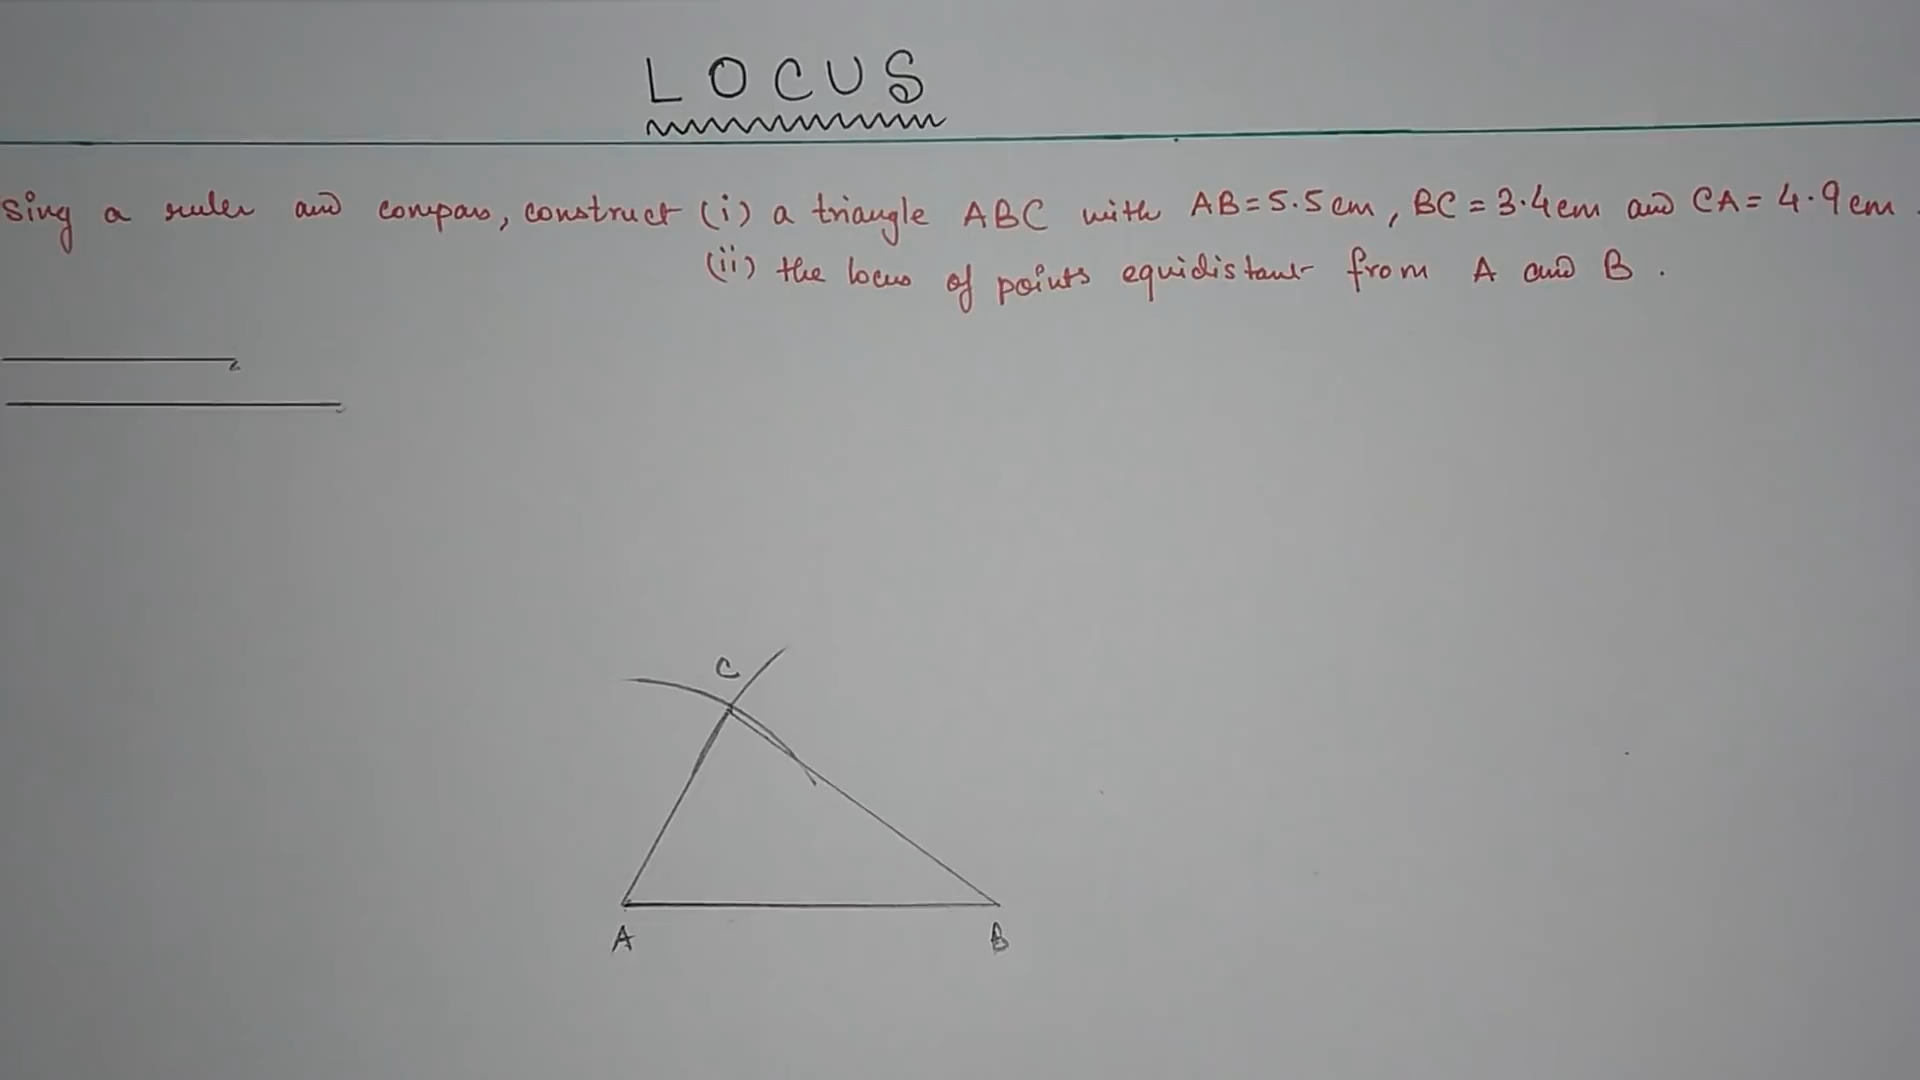 LOCUS
sing a ruler and compass, construct (i) a triangle ABC with AB = 5.5 cm, BC = 3.4 cm and CA = 4.9 cm.
(ii) the locus of points equidistant from A and B.
C
A B